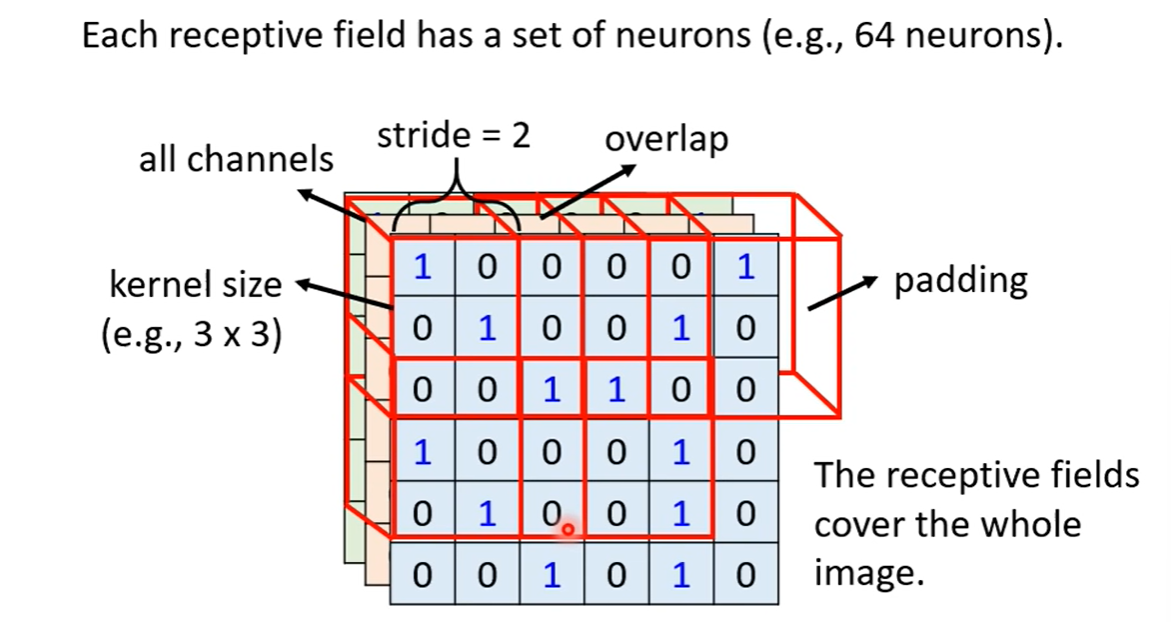 Each receptive field has a set of neurons (e.g., 64 neurons).
stride = 2
overlap
all channels
kernel size
(e.g., 3 x 3)
padding
1 0 0 0 0 1
0 1 0 0 1 0
0 0 1 1 0 0
1 0 0 0 1 0
0 1 0 0 1 0
0 0 1 0 1 0
The receptive fields
cover the whole
image.